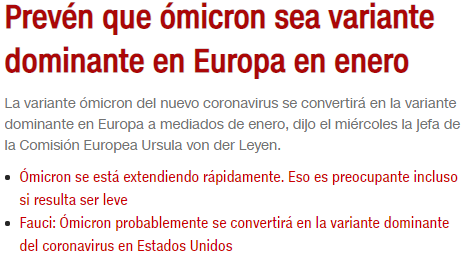 Prevén que ómicron sea variante
dominante en Europa en enero
La variante ómicron del nuevo coronavirus se convertirá en la variante
dominante en Europa a mediados de enero, dijo el miércoles la jefa de
la Comisión Europea Ursula von der Leyen.
Ómicron se está extendiendo rápidamente. Eso es preocupante incluso
si resulta ser leve
Fauci: Ómicron probablemente se convertirá en la variante dominante
del coronavirus en Estados Unidos